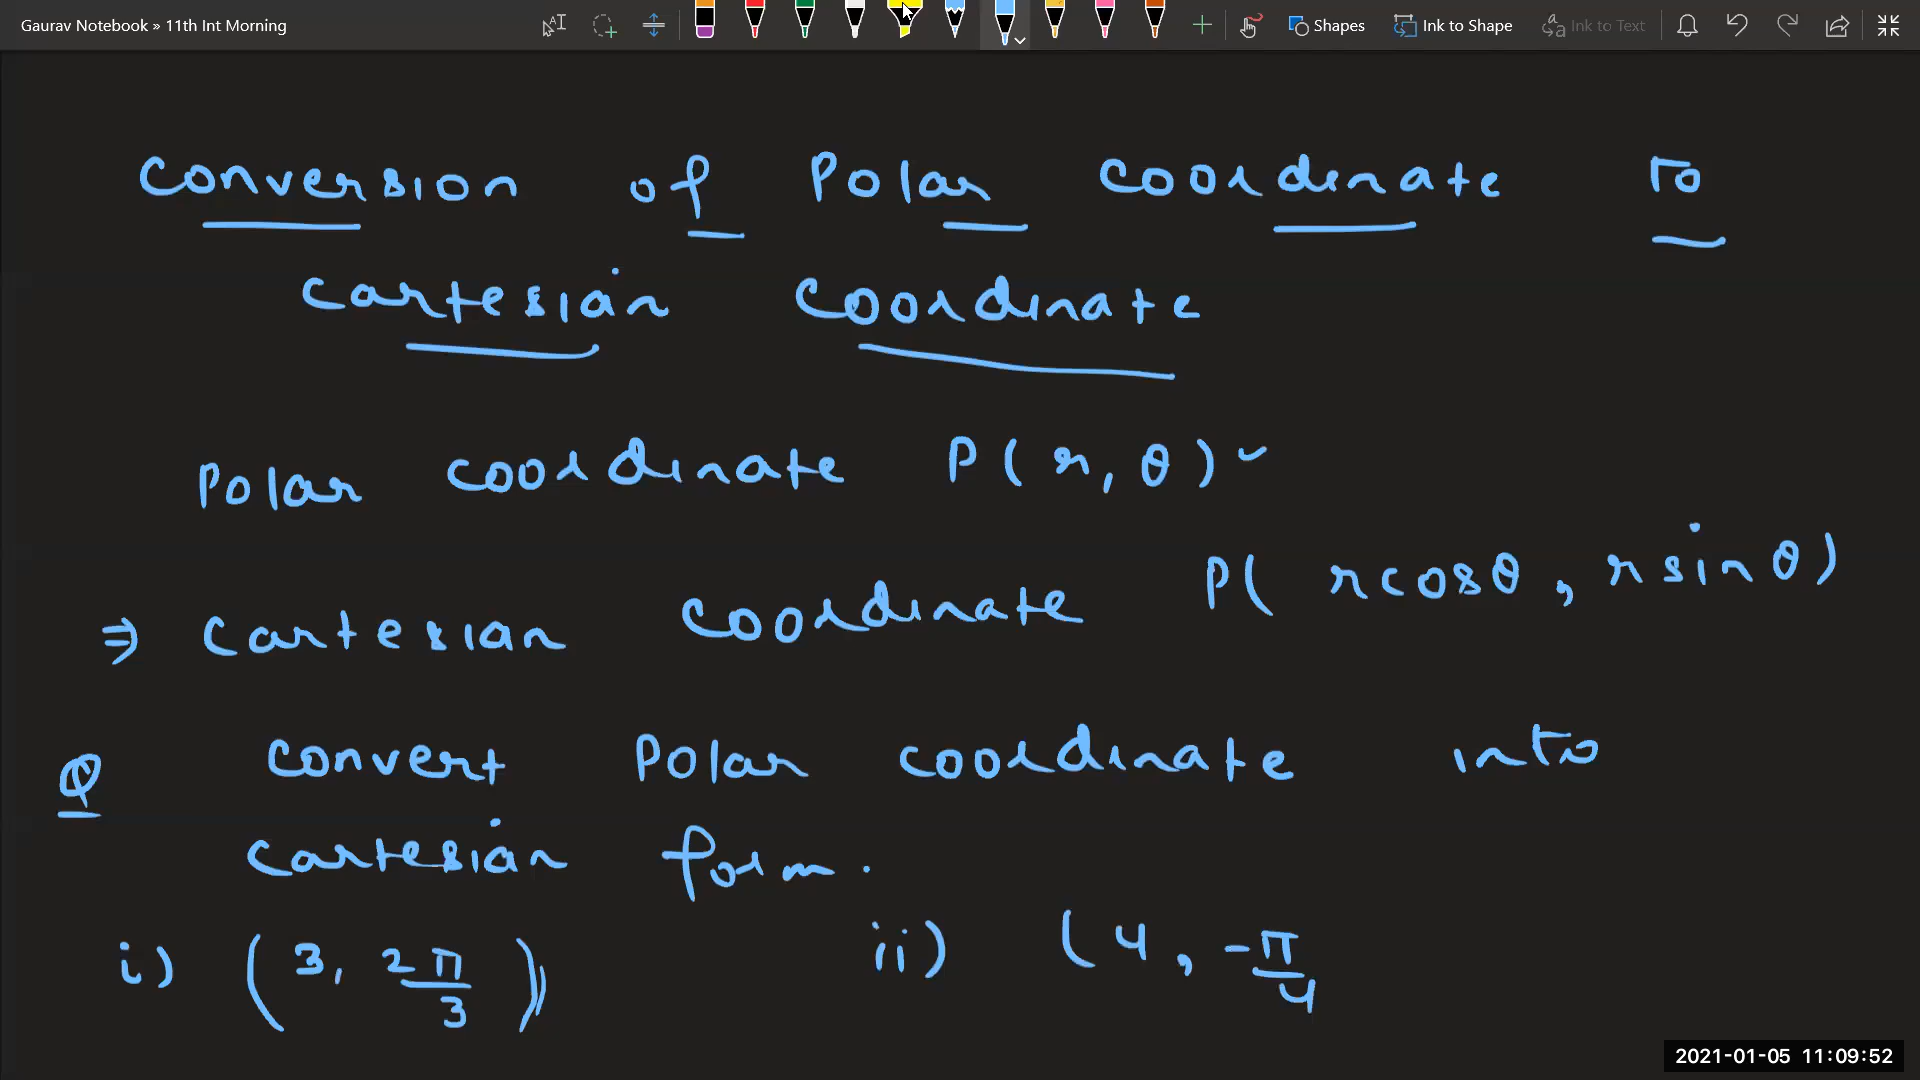 Gaurav Notebook » 11th Int Morning
Shapes Ink to Shape Ink to Text
Conversion of Polar coordinate To
Cartesian Coordinate
Polar coordinate P(r, θ)
⇒ Cartesian coordinate P( rcosθ , rsinθ )
Q Convert Polar coordinate into
Cartesian form.
i) (3, 2π/3) ii) (4, -π/4
2021-01-05 11:09:52